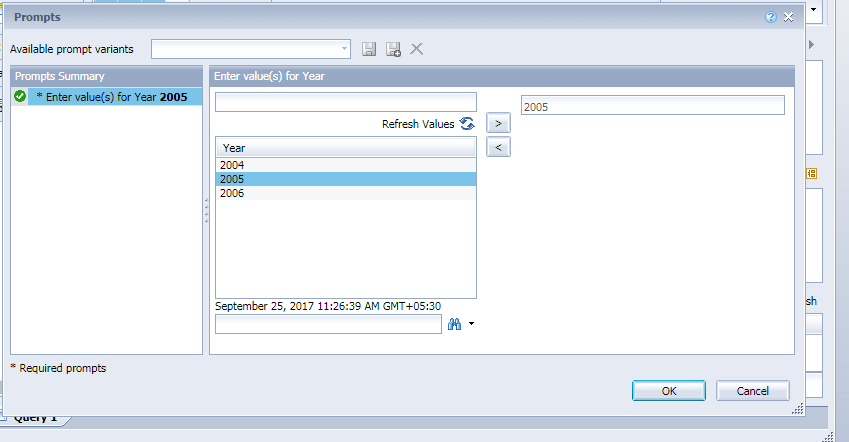 Prompts
Available prompt variants
Prompts Summary
Enter value(s) for Year
* Enter value(s) for Year 2005
2005
Refresh Values
>
<
Year
2004
2005
2006
September 25, 2017 11:26:39 AM GMT+05:30
* Required prompts
sh
OK
Cancel
Query 1